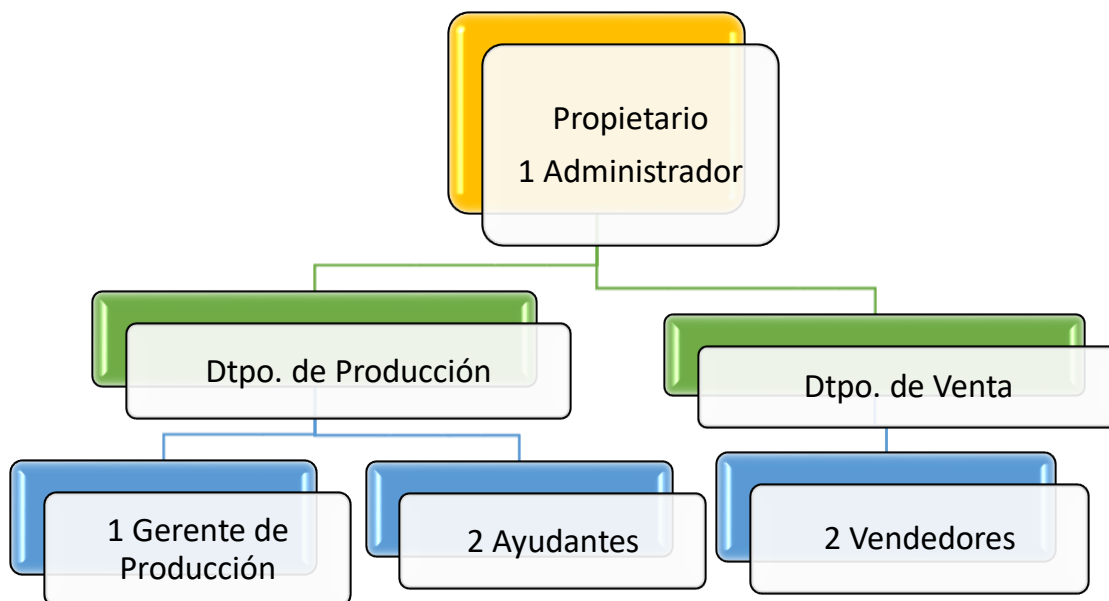 Propietario
1 Administrador
Dtpo. de Producción
Dtpo. de Venta
1 Gerente de
Producción
2 Ayudantes
2 Vendedores